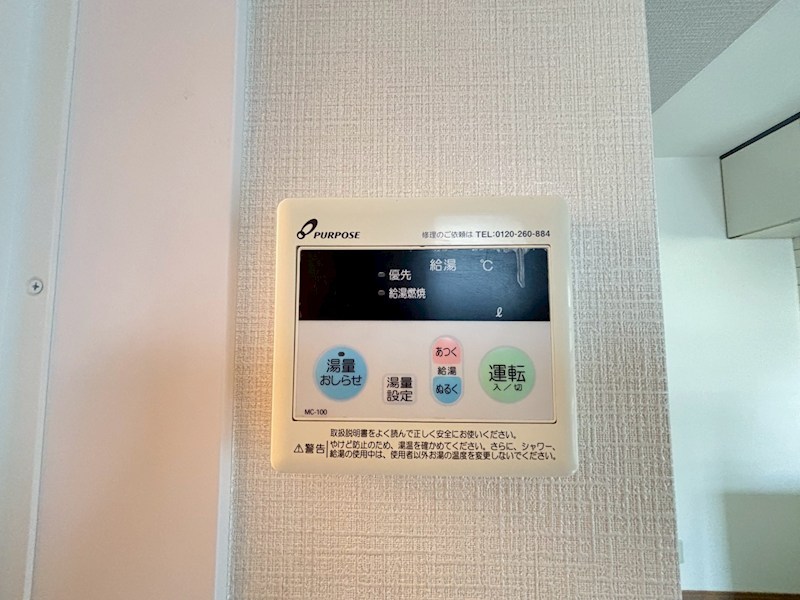 PURPOSE
修理のご依頼は TEL:0120-260-884
給湯 ℃
優先
給湯燃焼
ℓ
湯量
おしらせ
湯量
設定
あつく
給湯
ぬるく
運転
入/切
MC-100
取扱説明書をよく読んで正しく安全にお使いください。
⚠警告 やけど防止のため、湯温を確かめてください。さらに、シャワー、
給湯の使用中は、使用者以外お湯の温度を変更しないでください。